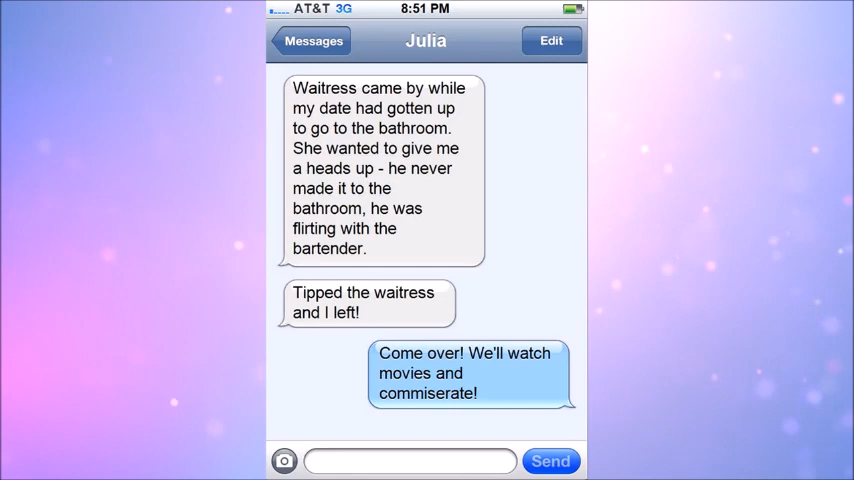 AT&T 3G 8:51 PM
Messages Julia Edit
Waitress came by while
my date had gotten up
to go to the bathroom.
She wanted to give me
a heads up - he never
made it to the
bathroom, he was
flirting with the
bartender.
Tipped the waitress
and I left!
Come over! We'll watch
movies and
commiserate!
Send